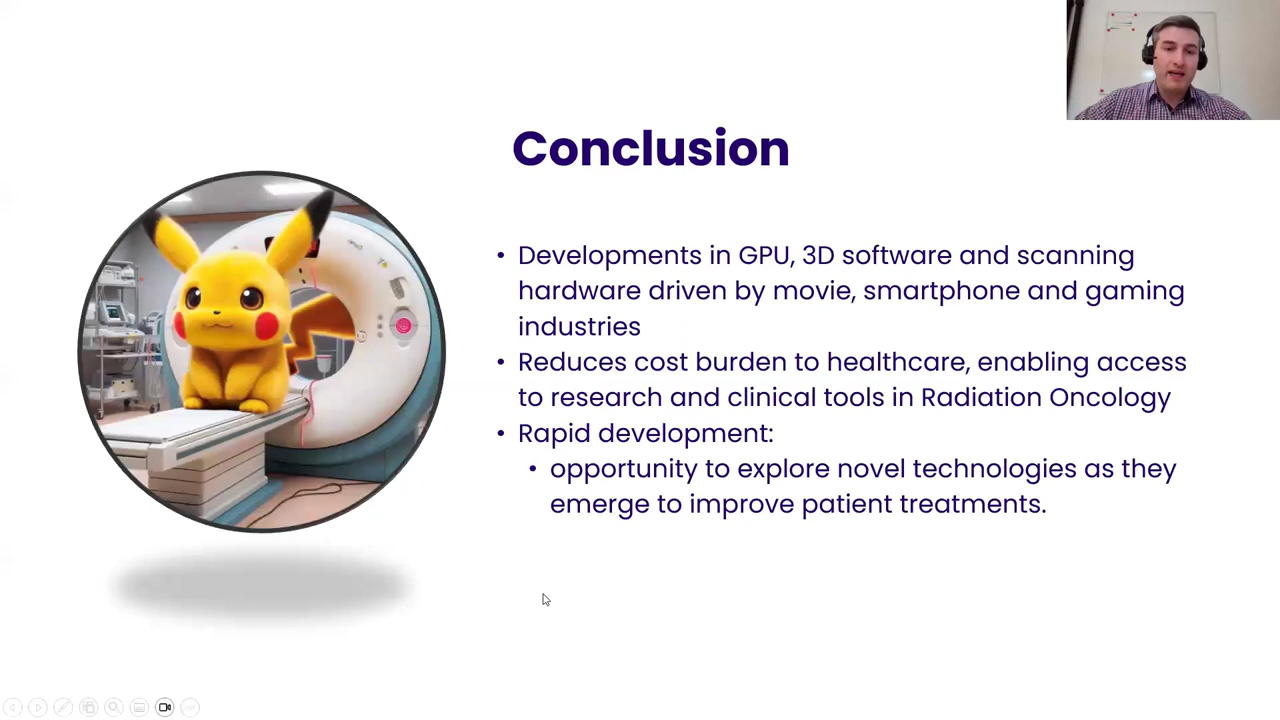 Conclusion
• Developments in GPU, 3D software and scanning
hardware driven by movie, smartphone and gaming
industries
• Reduces cost burden to healthcare, enabling access
to research and clinical tools in Radiation Oncology
• Rapid development:
• opportunity to explore novel technologies as they
emerge to improve patient treatments.